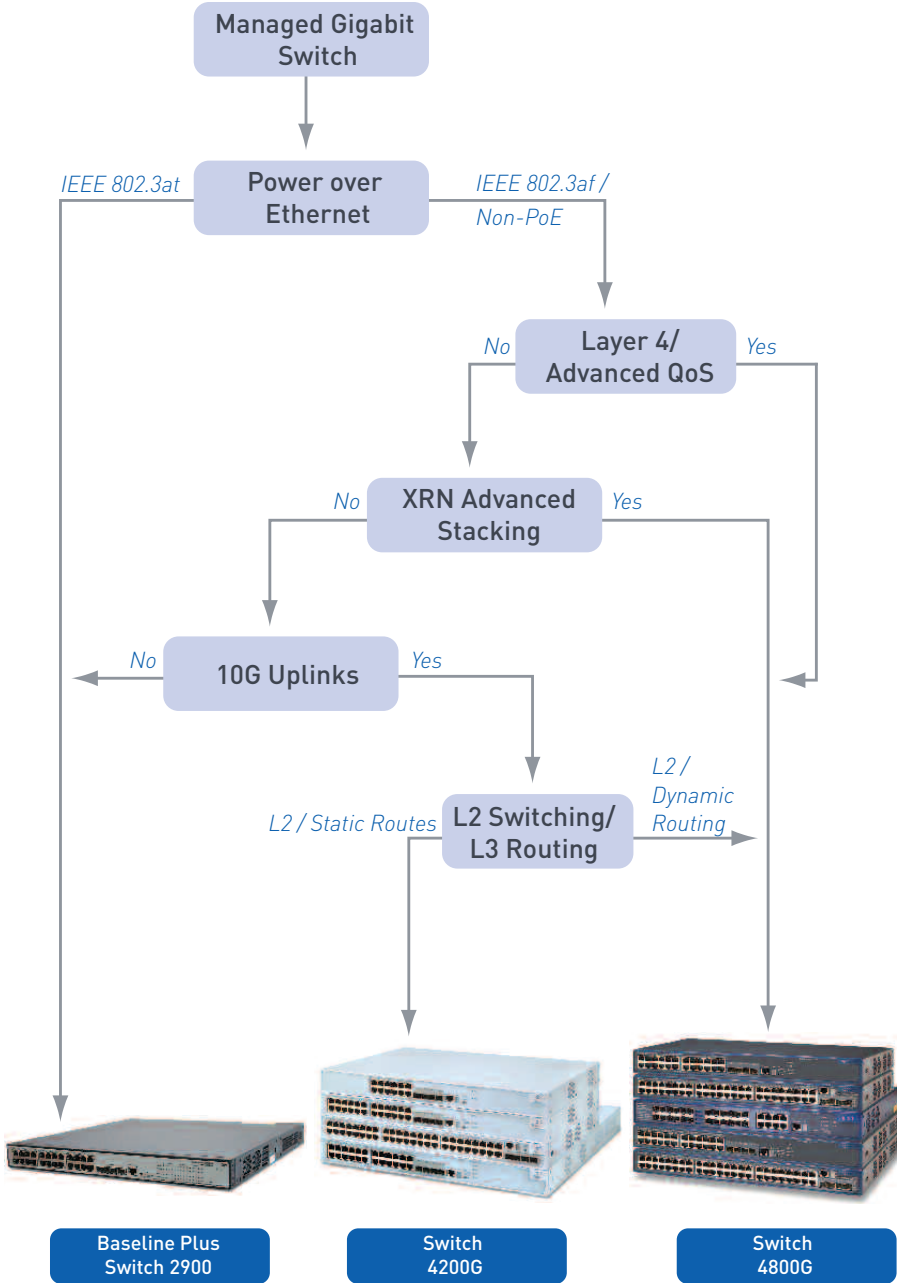 Managed Gigabit
Switch
IEEE 802.3at
Power over
Ethernet
IEEE 802.3af /
Non-PoE
No
Layer 4/
Advanced QoS
Yes
No
XRN Advanced
Stacking
Yes
No
10G Uplinks
Yes
L2 / Static Routes
L2 Switching/
L3 Routing
L2 /
Dynamic
Routing
Baseline Plus
Switch 2900
Switch
4200G
Switch
4800G